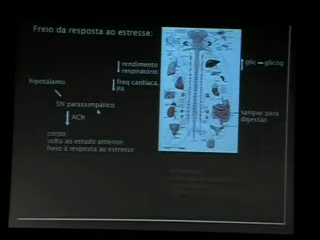 Freio da resposta ao estresse:
rendimento
respiratório
freq cardíaca
PA
hipotálamo
SN parassimpático
ACh
corpo:
volta ao estado anterior
freio à resposta ao estresse
glic glicóg
sangue para
digestão